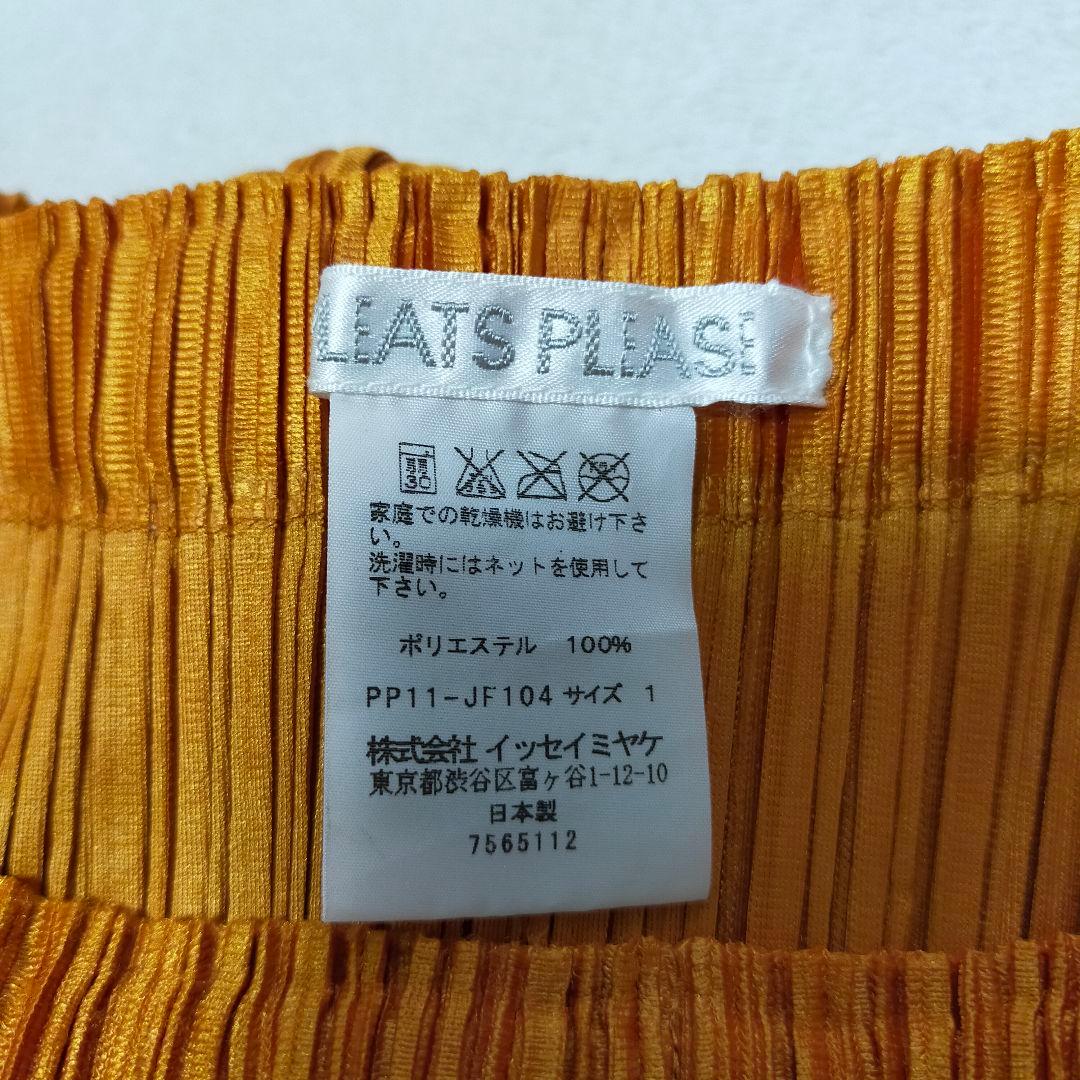 PLEATS PLEASE
弱
30
家庭での乾燥機はお避け下さ
い。
洗濯時にはネットを使用して
下さい。
ポリエステル 100%
PP11-JF104 サイズ 1
株式会社 イッセイミヤケ
東京都渋谷区富ヶ谷1-12-10
日本製
7565112